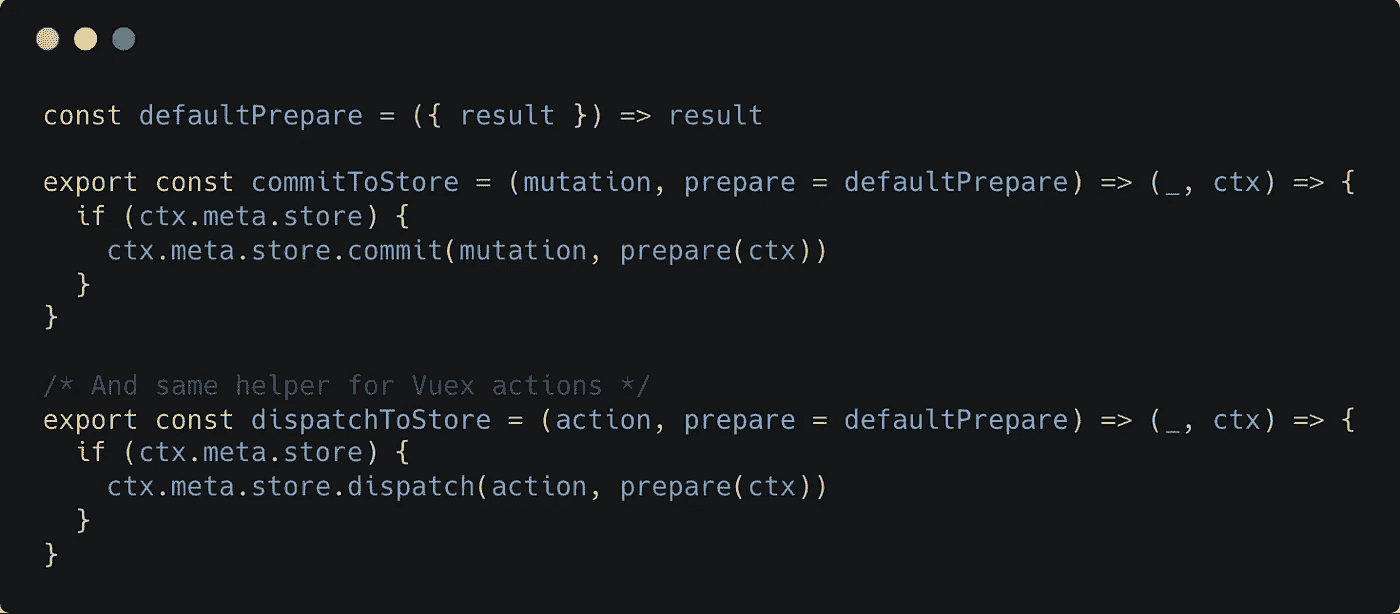 const defaultPrepare = ({ result }) => result
export const commitToStore = (mutation, prepare = defaultPrepare) => (_, ctx) => {
  if (ctx.meta.store) {
    ctx.meta.store.commit(mutation, prepare(ctx))
  }
}
/* And same helper for Vuex actions */
export const dispatchToStore = (action, prepare = defaultPrepare) => (_, ctx) => {
  if (ctx.meta.store) {
    ctx.meta.store.dispatch(action, prepare(ctx))
  }
}